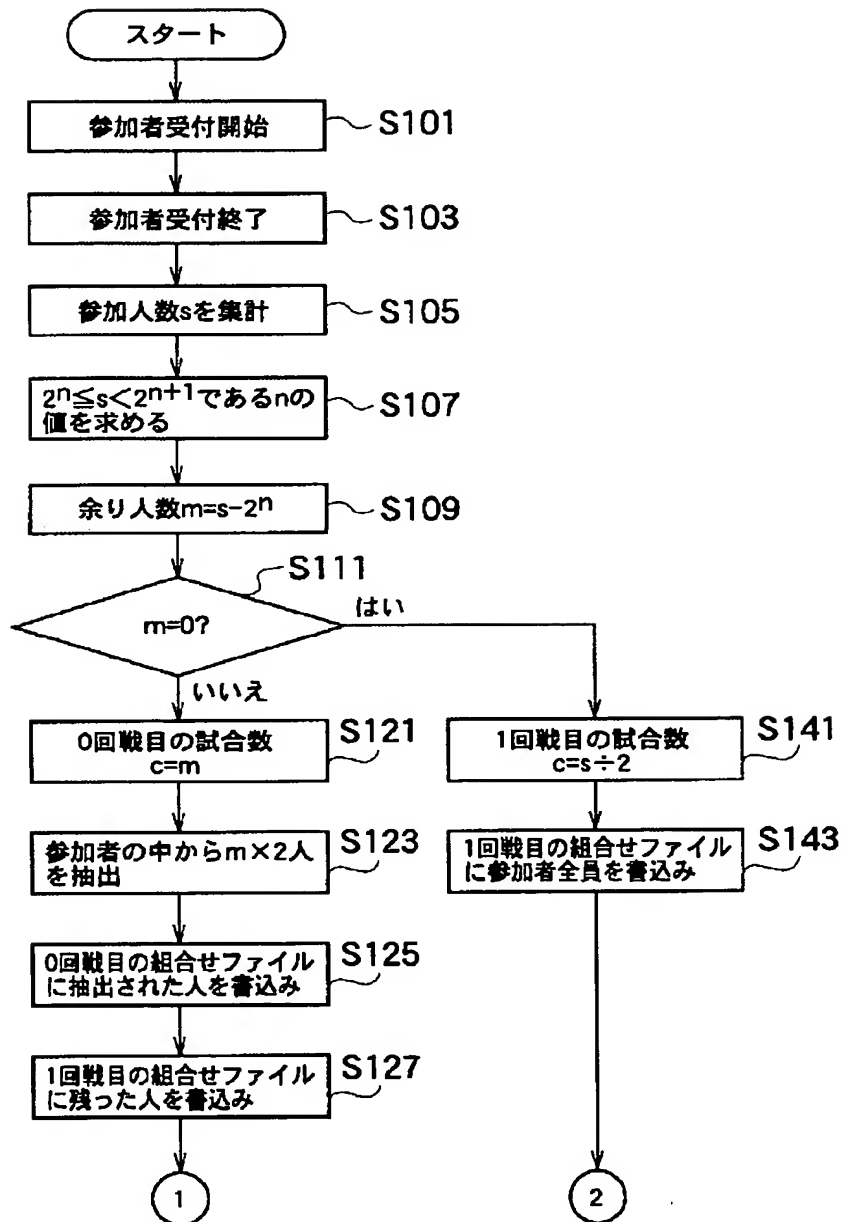 スタート
参加者受付開始
S101
参加者受付終了
S103
参加人数sを集計
S105
2ⁿ≦s<2ⁿ⁺¹であるnの
値を求める
S107
余り人数m=s-2ⁿ
S109
S111
m=0?
はい
いいえ
0回戦目の試合数
c=m
S121
参加者の中からm×2人
を抽出
S123
0回戦目の組合せファイル
に抽出された人を書込み
S125
1回戦目の組合せファイル
に残った人を書込み
S127
1
1回戦目の試合数
c=s÷2
S141
1回戦目の組合せファイル
に参加者全員を書込み
S143
2